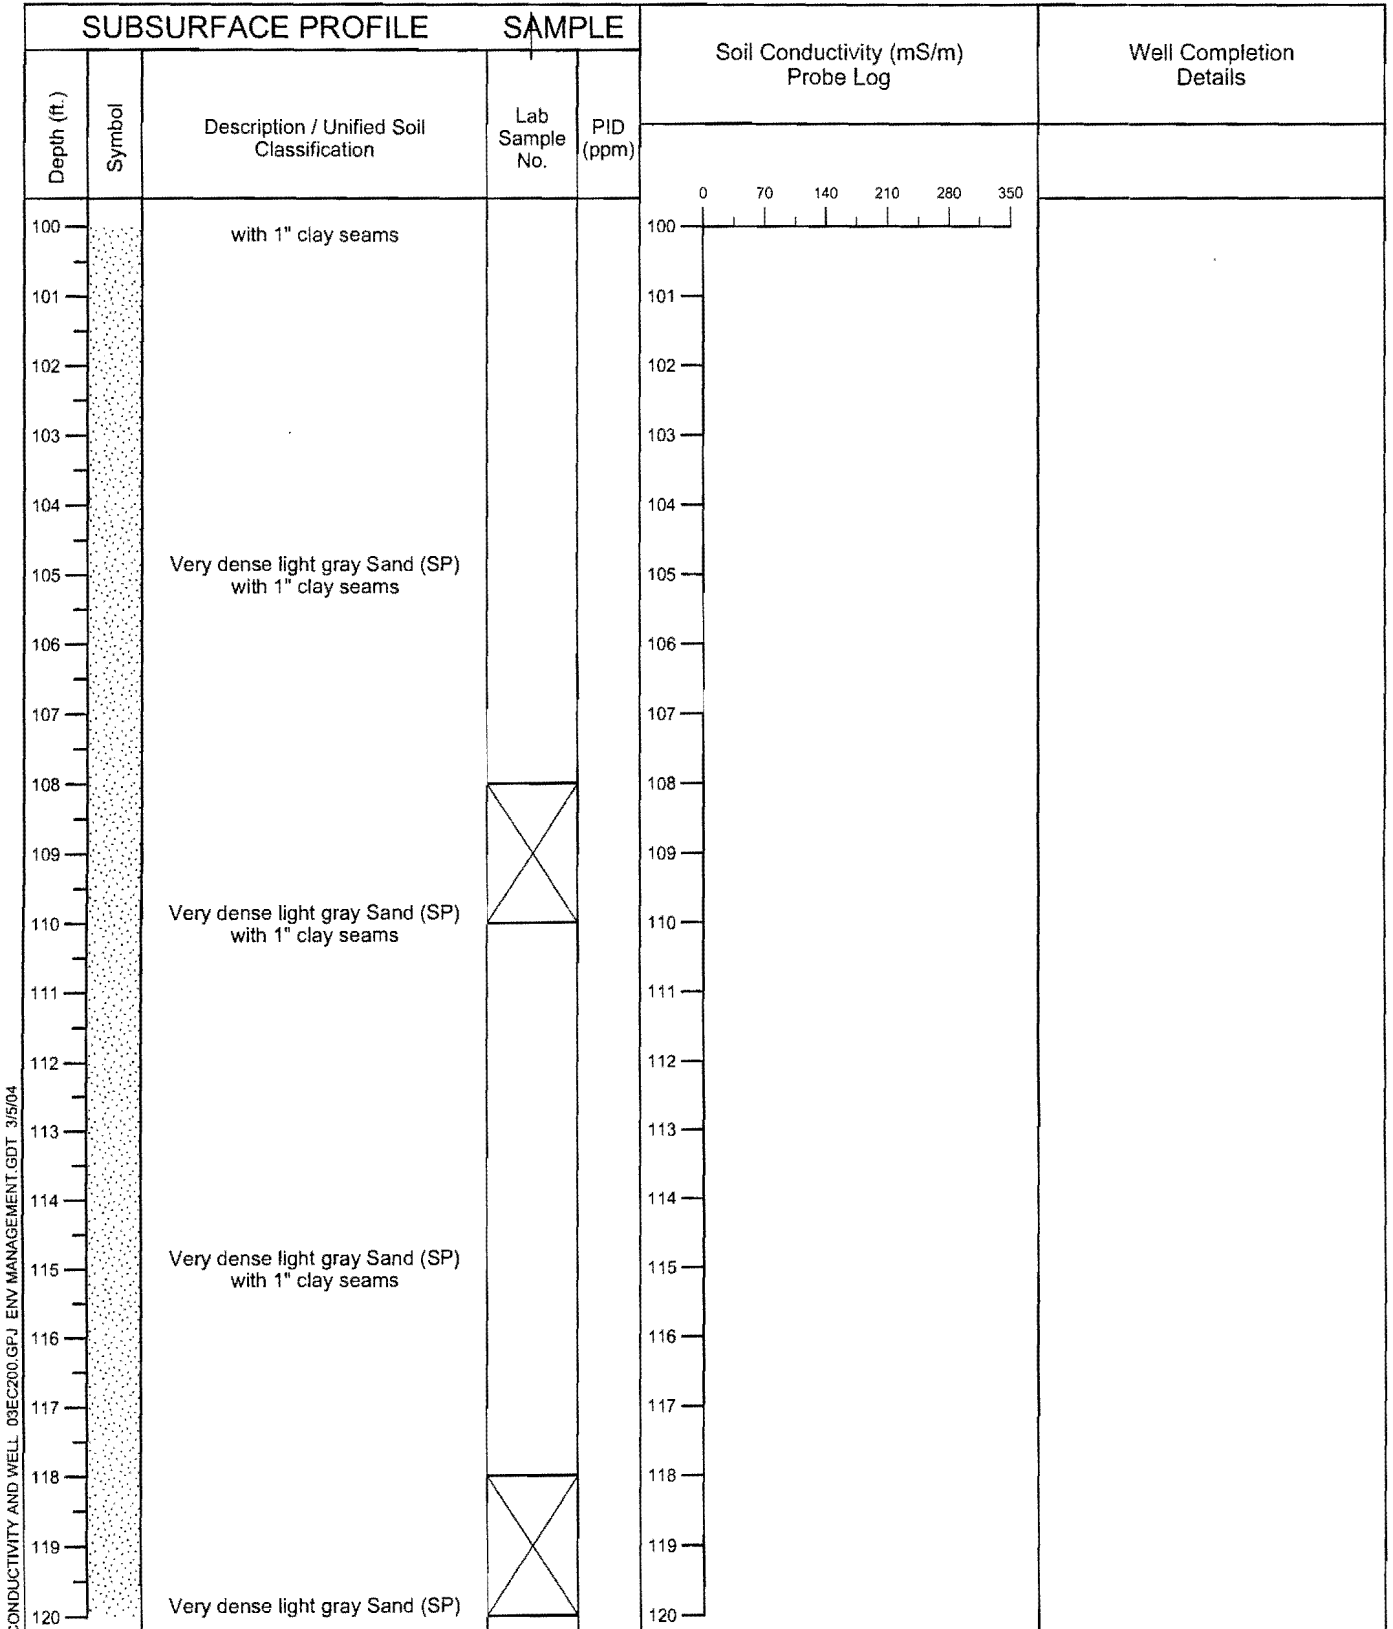 SUBSURFACE PROFILE
SAMPLE
Soil Conductivity (mS/m)
Probe Log
Well Completion
Details
Depth (ft.)
Symbol
Description / Unified Soil
Classification
Lab
Sample
No.
PID
(ppm)
0 70 140 210 280 350
100
with 1" clay seams
100
101
101
102
102
103
103
104
104
Very dense light gray Sand (SP)
105
with 1" clay seams
105
106
106
107
107
108
108
109
109
Very dense light gray Sand (SP)
110
with 1" clay seams
110
111
111
112
112
113
113
114
114
Very dense light gray Sand (SP)
115
with 1" clay seams
115
116
116
117
117
118
118
119
119
Very dense light gray Sand (SP)
120
120
CONDUCTIVITY AND WELL 03EC200.GPJ ENV MANAGEMENT.GDT 3/5/04